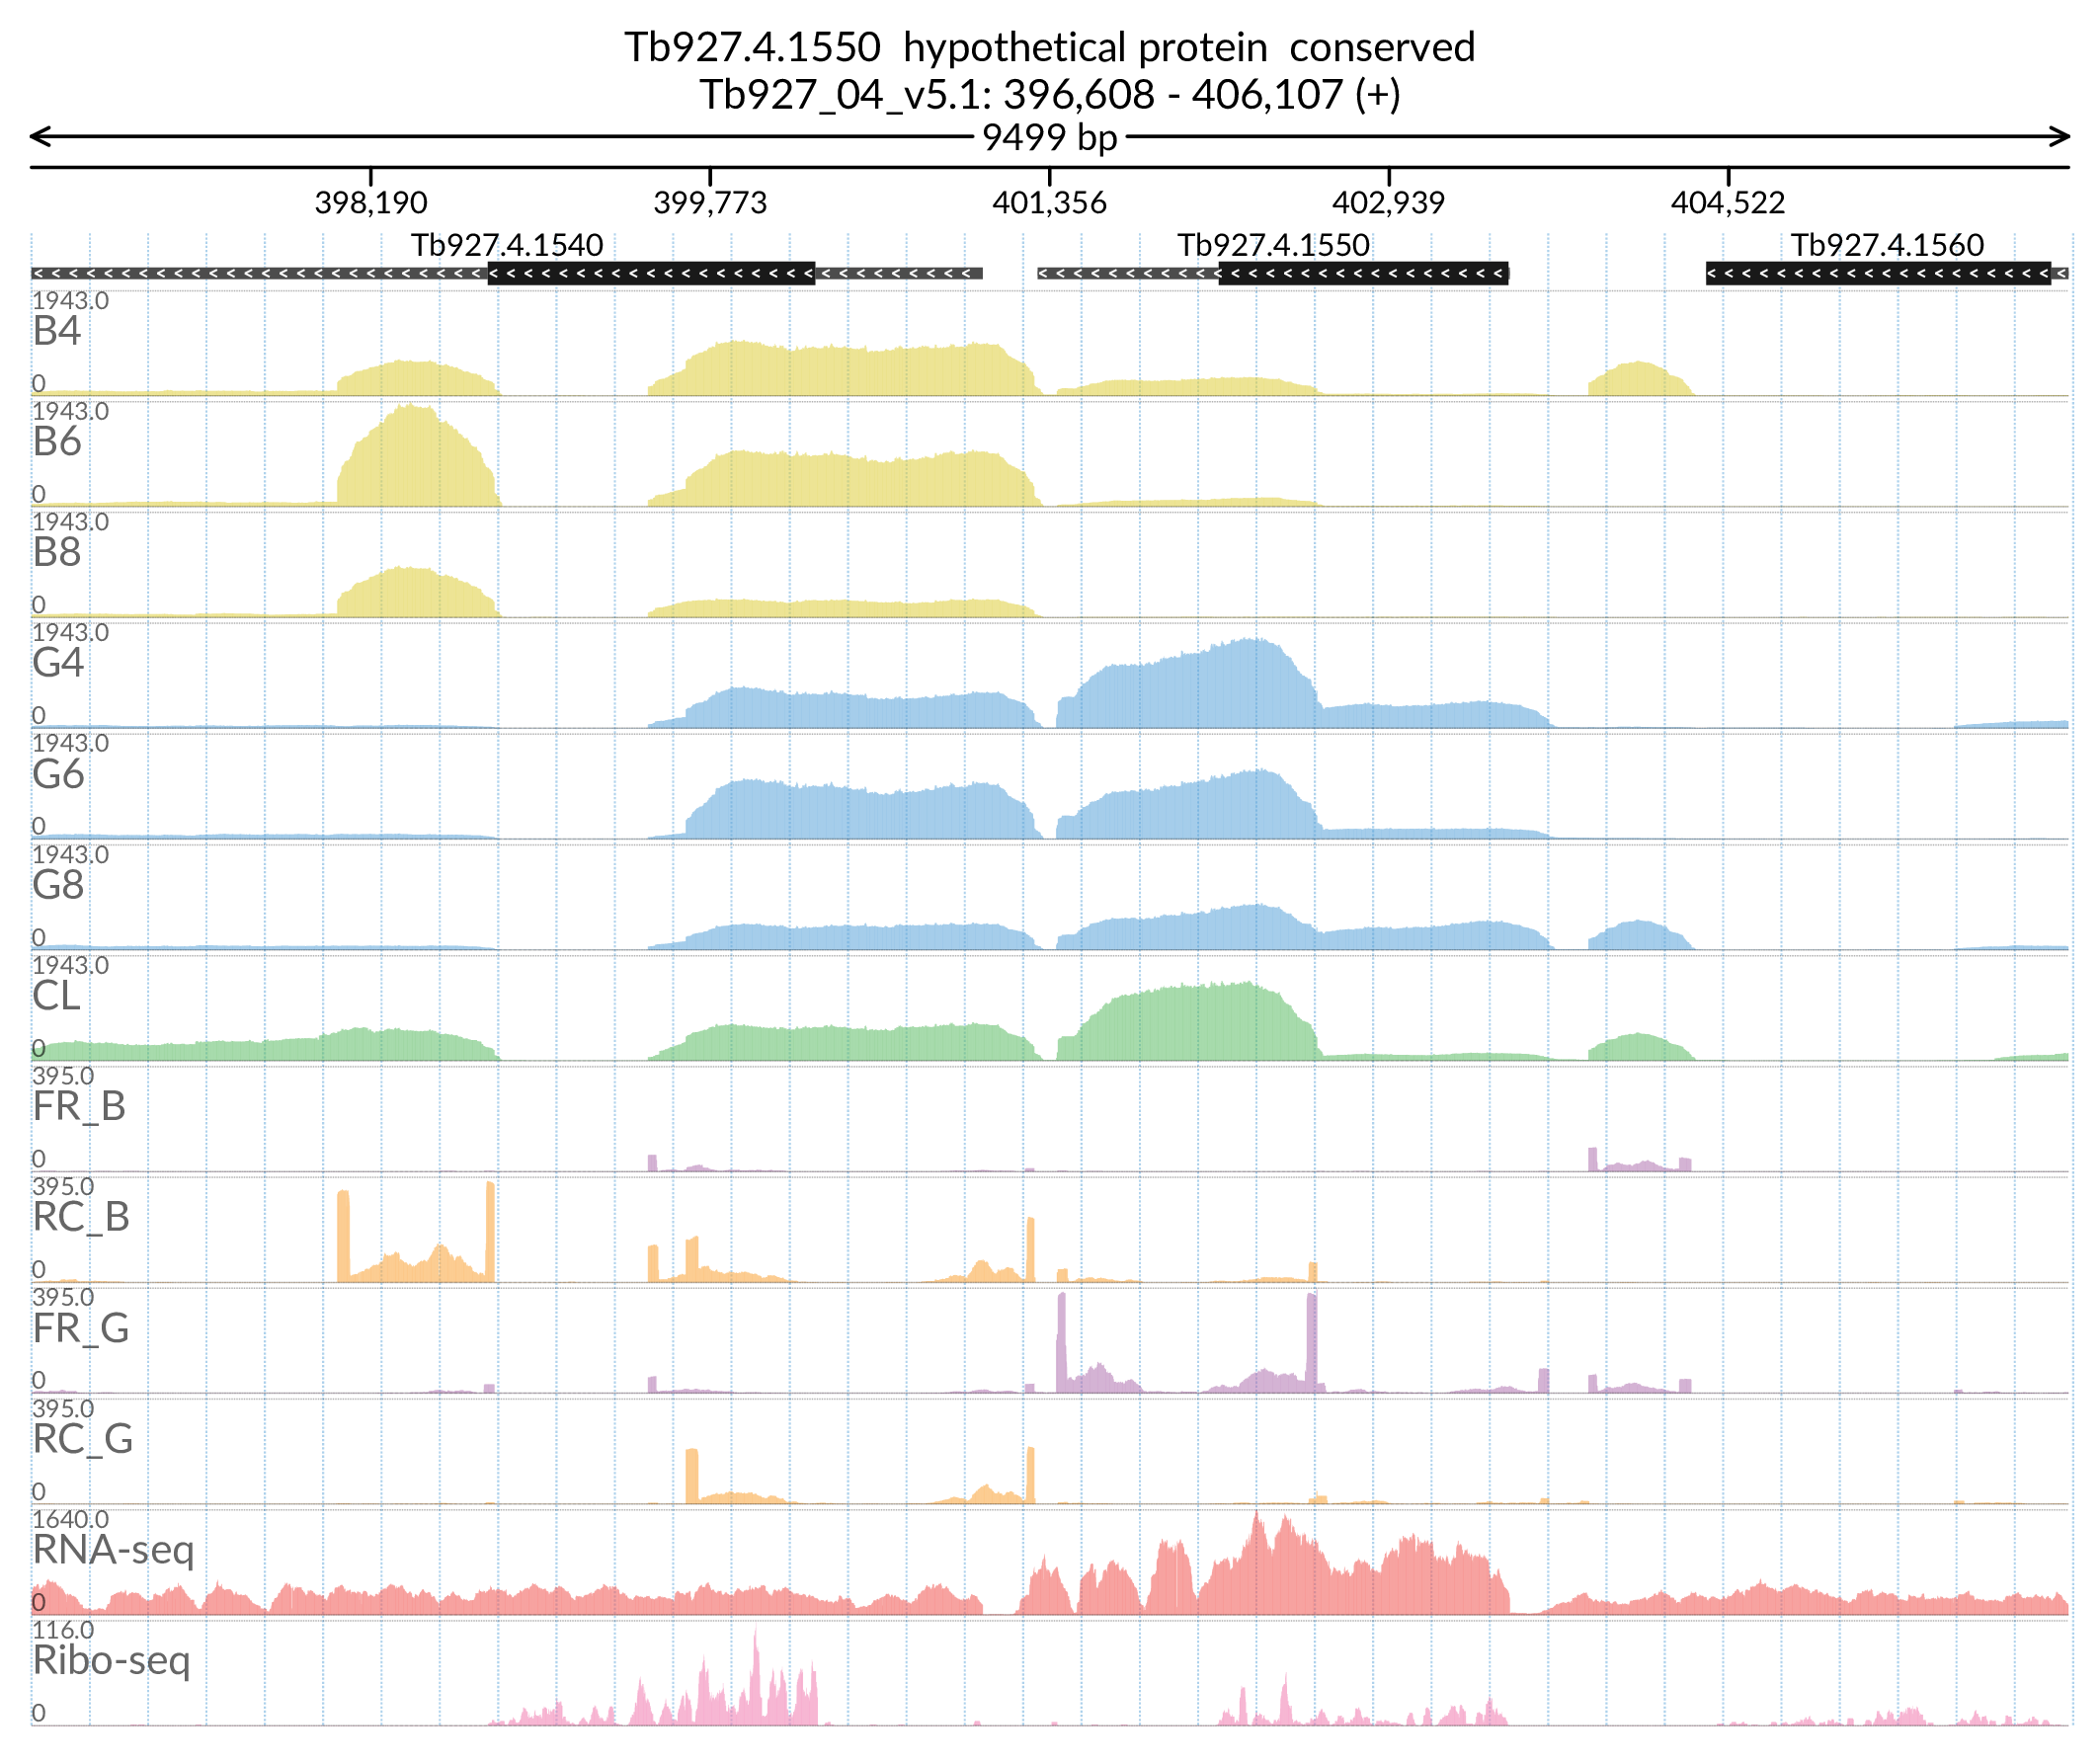 Tb927.4.1550 hypothetical protein conserved
Tb927_04_v5.1: 396,608 - 406,107 (+)
9499 bp
398,190 399,773 401,356 402,939 404,522
Tb927.4.1540 Tb927.4.1550 Tb927.4.1560
1943.0
B4
0
1943.0
B6
0
1943.0
B8
0
1943.0
G4
0
1943.0
G6
0
1943.0
G8
0
1943.0
CL
0
395.0
FR_B
0
395.0
RC_B
0
395.0
FR_G
0
395.0
RC_G
0
1640.0
RNA-seq
0
116.0
Ribo-seq
0